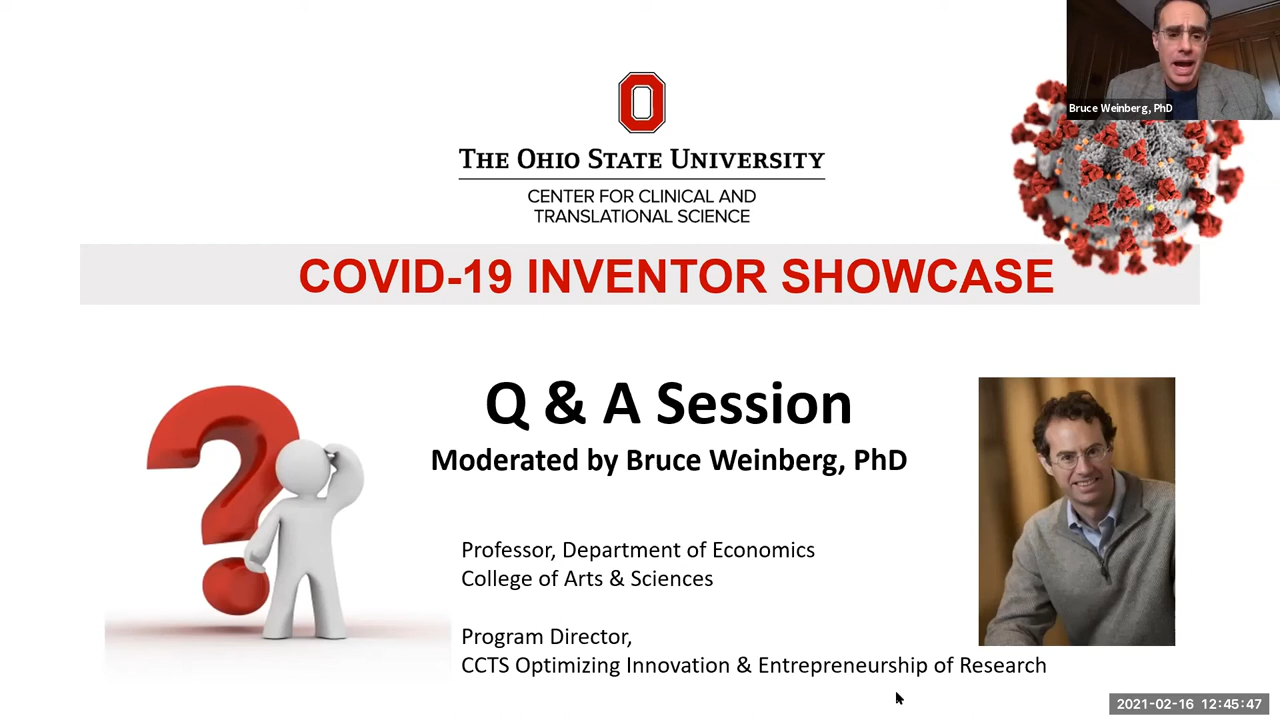 Bruce Weinberg, PhD
THE OHIO STATE UNIVERSITY
CENTER FOR CLINICAL AND
TRANSLATIONAL SCIENCE
COVID-19 INVENTOR SHOWCASE
Q & A Session
Moderated by Bruce Weinberg, PhD
Professor, Department of Economics
College of Arts & Sciences
Program Director,
CCTS Optimizing Innovation & Entrepreneurship of Research
2021-02-16 12:45:47